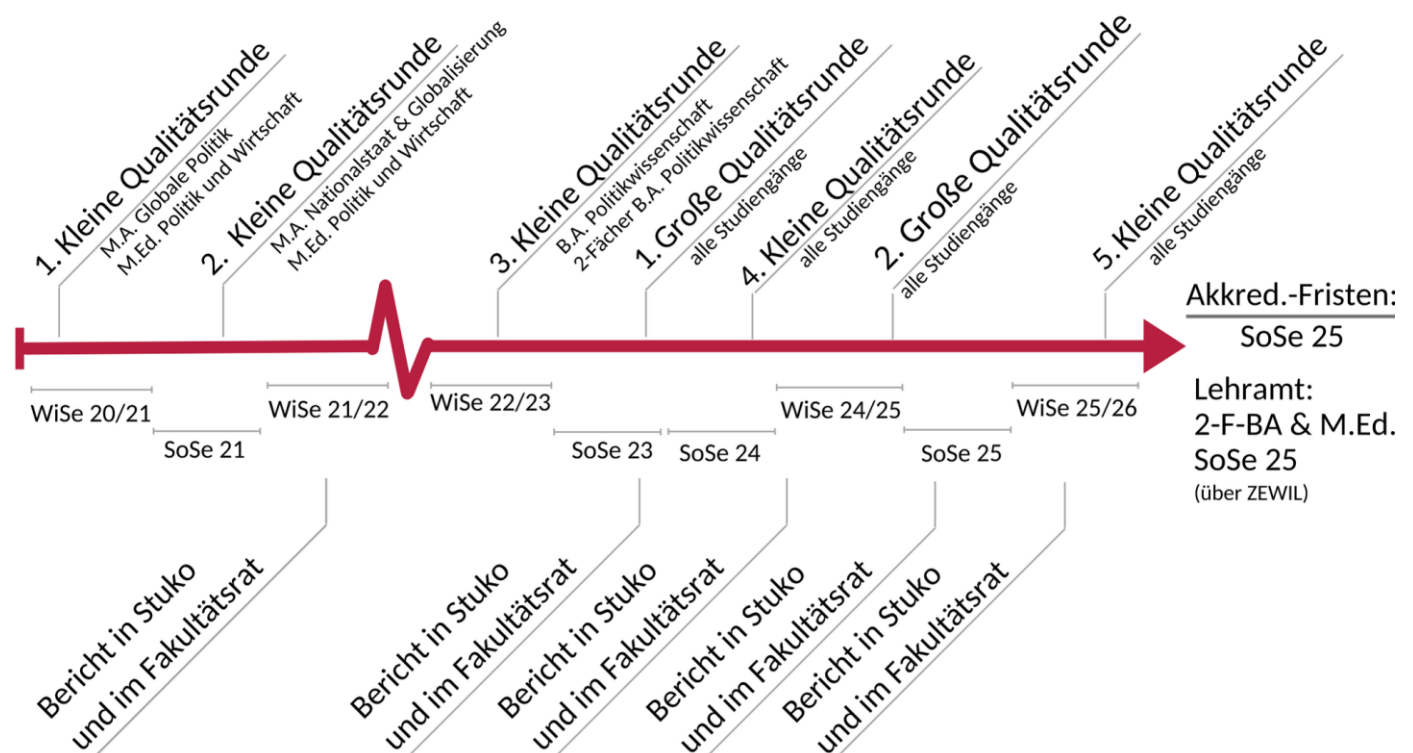 1. Kleine Qualitätsrunde
M.A. Globale Politik
M.Ed. Politik und Wirtschaft
2. Kleine Qualitätsrunde
M.A. Nationalstaat & Globalisierung
M.Ed. Politik und Wirtschaft
3. Kleine Qualitätsrunde
B.A. Politikwissenschaft
2-Fächer B.A. Politikwissenschaft
1. Große Qualitätsrunde
alle Studiengänge
4. Kleine Qualitätsrunde
alle Studiengänge
2. Große Qualitätsrunde
alle Studiengänge
5. Kleine Qualitätsrunde
alle Studiengänge
Akkred.-Fristen:
SoSe 25
Lehramt:
2-F-BA & M.Ed.
SoSe 25
(über ZEWIL)
WiSe 20/21
SoSe 21
WiSe 21/22
WiSe 22/23
SoSe 23
SoSe 24
WiSe 24/25
SoSe 25
WiSe 25/26
Bericht in Stuko
und im Fakultätsrat
Bericht in Stuko
und im Fakultätsrat
Bericht in Stuko
und im Fakultätsrat
Bericht in Stuko
und im Fakultätsrat
Bericht in Stuko
und im Fakultätsrat